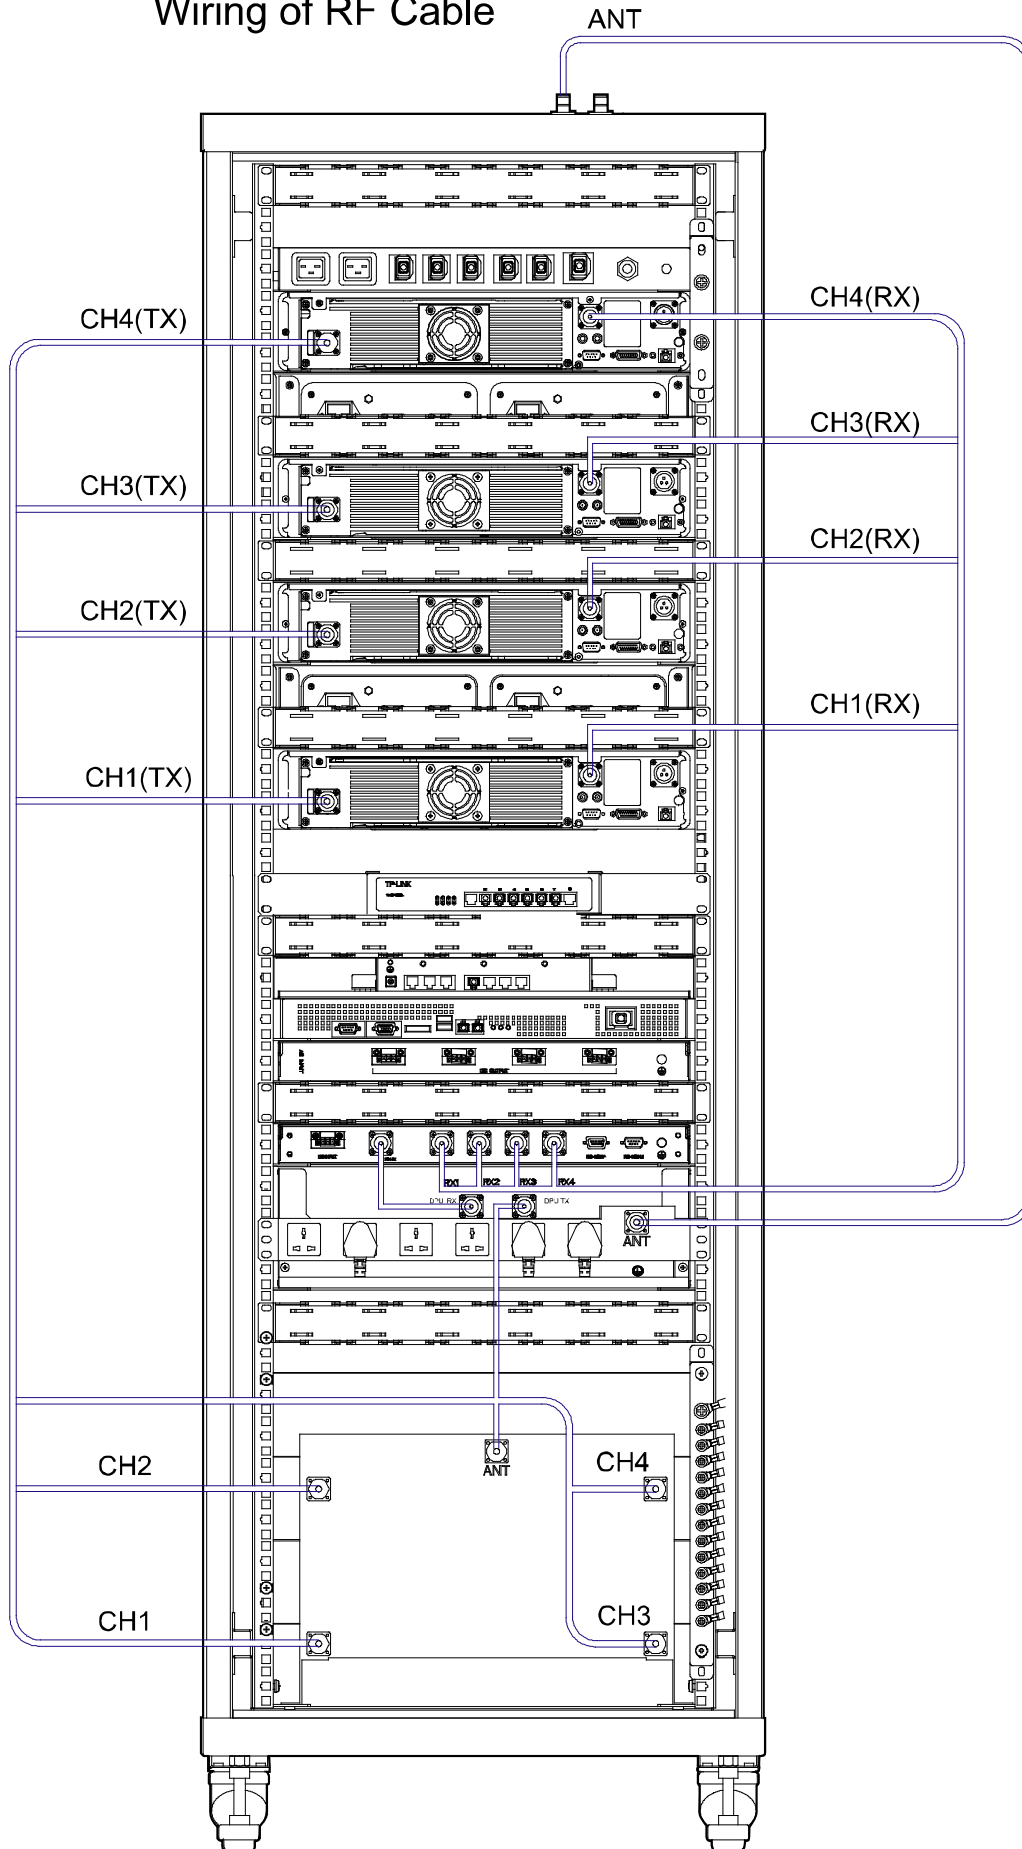 Wiring of RF Cable
ANT
CH4(RX)
CH4(TX)
CH3(RX)
CH3(TX)
CH2(RX)
CH2(TX)
CH1(RX)
CH1(TX)
TP-LINK
RX1 RX2 RX3 RX4
DPU RX DPU TX
ANT
ANT
CH2
CH4
CH1
CH3